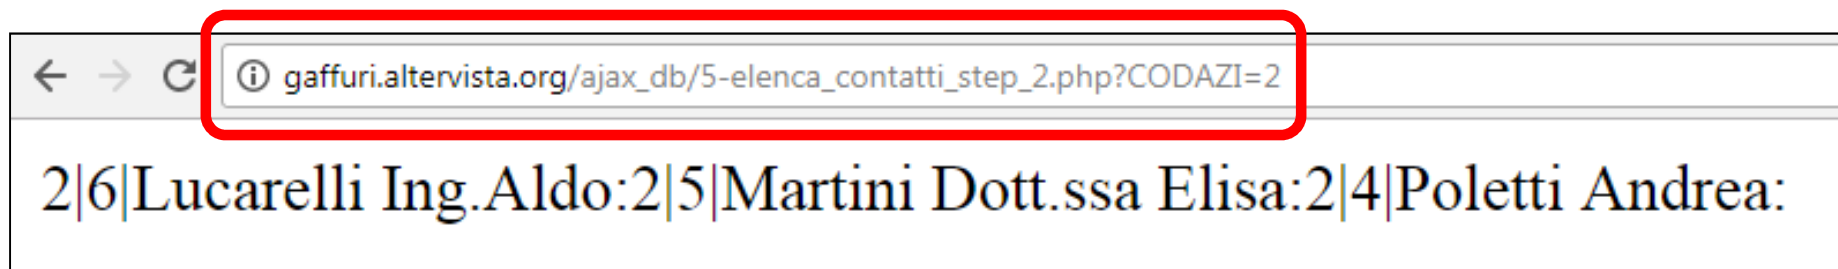 gaffuri.altervista.org/ajax_db/5-elenca_contatti_step_2.php?CODAZI=2
2|6|Lucarelli Ing.Aldo:2|5|Martini Dott.ssa Elisa:2|4|Poletti Andrea: